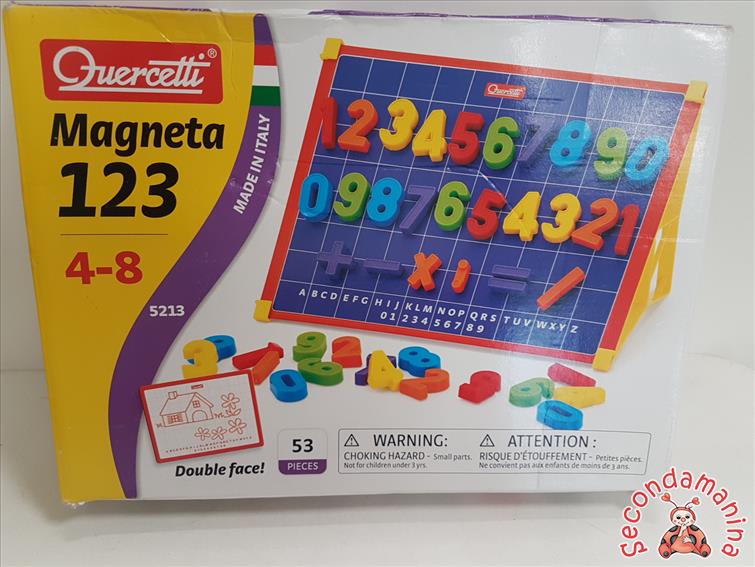 Quercetti®
Magneta
123
4-8
MADE IN ITALY
5213
Quercetti
1234567890
0987654321
+ - x i = /
A B C D E F G H I J K L M N O P Q R S T U V W X Y Z
0 1 2 3 4 5 6 7 8 9
Double face!
53
PIECES
WARNING:
CHOKING HAZARD - Small parts.
Not for children under 3 yrs.
ATTENTION :
RISQUE D'ÉTOUFFEMENT - Petites pièces.
Ne convient pas aux enfants de moins de 3 ans.
Secondamanina